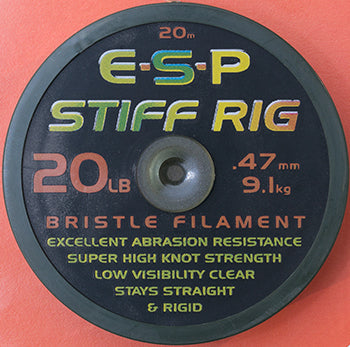 20m
E-S-P
STIFF RIG
20LB
.47mm
9.1kg
BRISTLE FILAMENT
EXCELLENT ABRASION RESISTANCE
SUPER HIGH KNOT STRENGTH
LOW VISIBILITY CLEAR
STAYS STRAIGHT
& RIGID